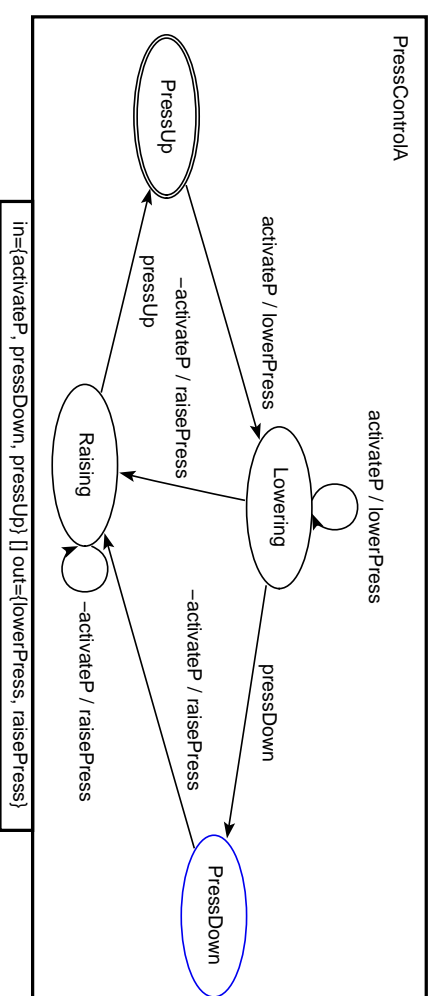 PressControlA
activateP / lowerPress
activateP / lowerPress
Lowering
PressUp
pressDown
–activateP / raisePress
pressUp
–activateP / raisePress
PressDown
Raising
–activateP / raisePress
in={activateP, pressDown, pressUp} [] out={lowerPress, raisePress}